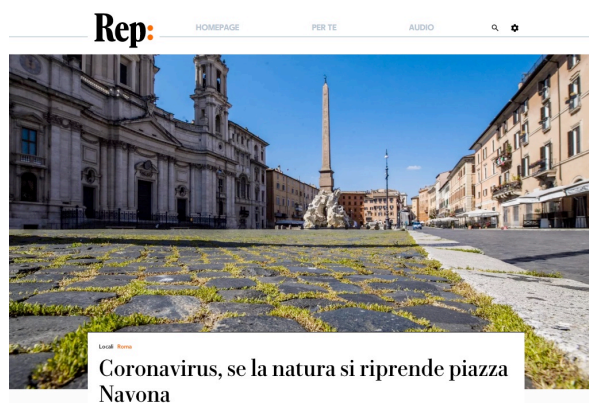 Rep:
HOMEPAGE
PER TE
AUDIO
Locali Roma
Coronavirus, se la natura si riprende piazza
Navona